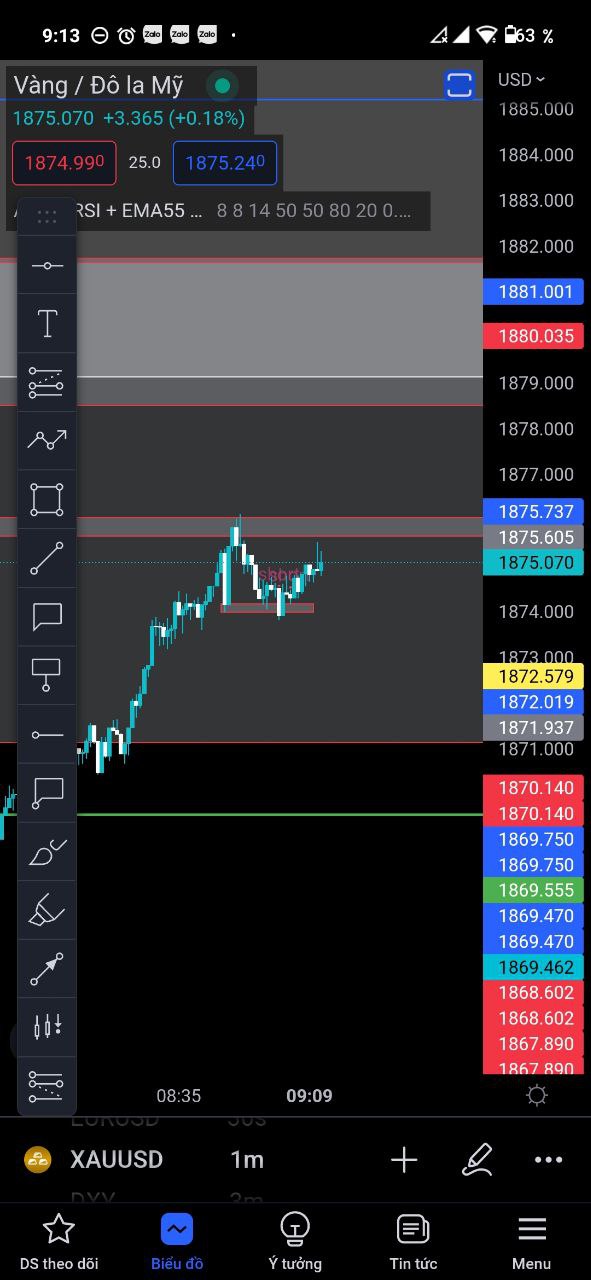 9:13 Zalo Zalo Zalo 63 %
Vàng / Đô la Mỹ
USD
1875.070 +3.365 (+0.18%)
1874.990 25.0 1875.240
RSI + EMA55 ... 8 8 14 50 50 80 20 0....
T
1885.000
1884.000
1883.000
1882.000
1881.001
1880.035
1879.000
1878.000
1877.000
1875.737
1875.605
1875.070
1874.000
1873.000
1872.579
1872.019
1871.937
1871.000
1870.140
1870.140
1869.750
1869.750
1869.555
1869.470
1869.470
1869.462
1868.602
1868.602
1867.890
1867.890
short
08:35 09:09
EURUSD 30s
XAUUSD 1m
DXY 3m
DS theo dõi Biểu đồ Ý tưởng Tin tức Menu